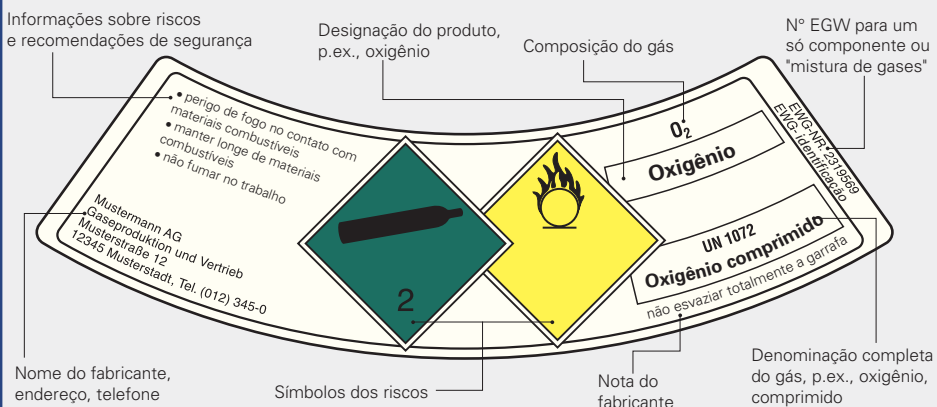 Informações sobre riscos
e recomendações de segurança
Designação do produto,
p.ex., oxigênio
Composição do gás
N° EGW para um
só componente ou
"mistura de gases"
• perigo de fogo no contato com
materiais combustíveis
• manter longe de materiais
combustíveis
• não fumar no trabalho
Mustermann AG
Gaseproduktion und Vertrieb
Musterstraße 12
12345 Musterstadt, Tel. (012) 345-0
2
O2
Oxigênio
UN 1072
Oxigênio comprimido
não esvaziar totalmente a garrafa
EWG-NR. 2319569
EWG-identificação
Nome do fabricante,
endereço, telefone
Símbolos dos riscos
Nota do
fabricante
Denominação completa
do gás, p.ex., oxigênio,
comprimido